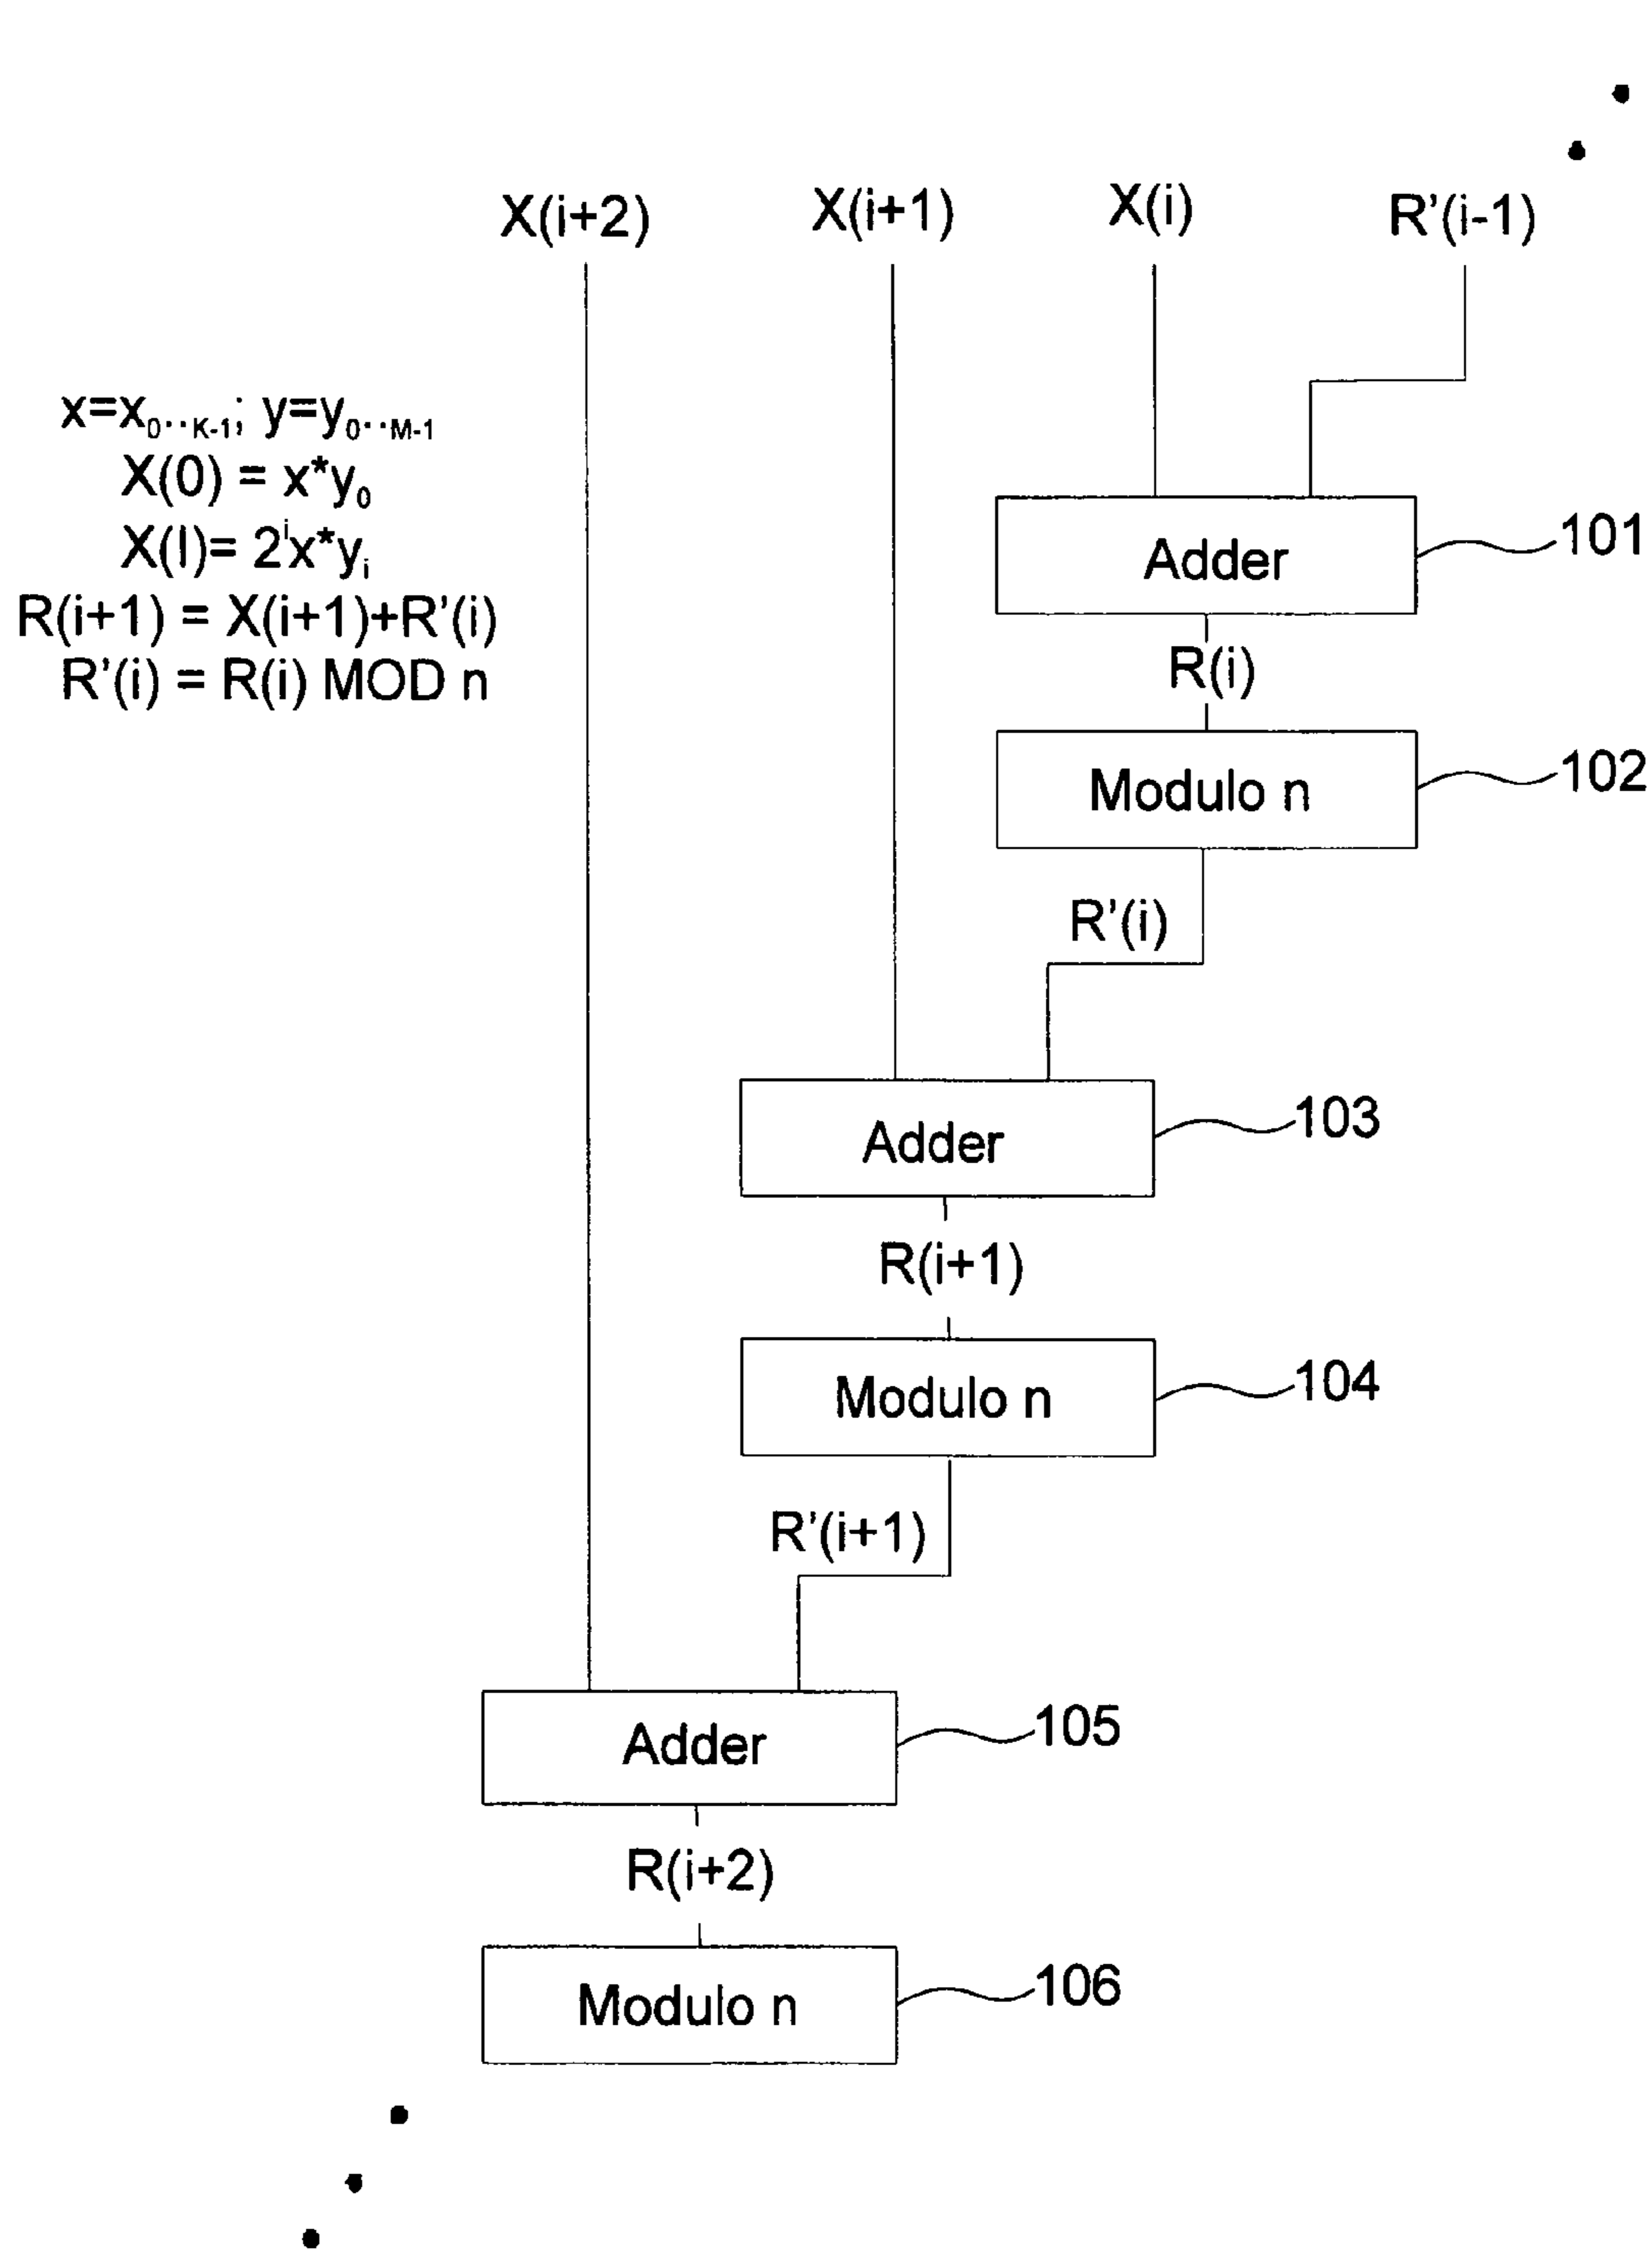 X(i+2) X(i+1) X(i) R'(i-1)
x=x0..K-1; y=y0..M-1
X(0) = x*y0
X(I)= 2^i x*yi
R(i+1) = X(i+1)+R'(i)
R'(i) = R(i) MOD n
Adder 101
R(i)
Modulo n 102
R'(i)
Adder 103
R(i+1)
Modulo n 104
R'(i+1)
Adder 105
R(i+2)
Modulo n 106